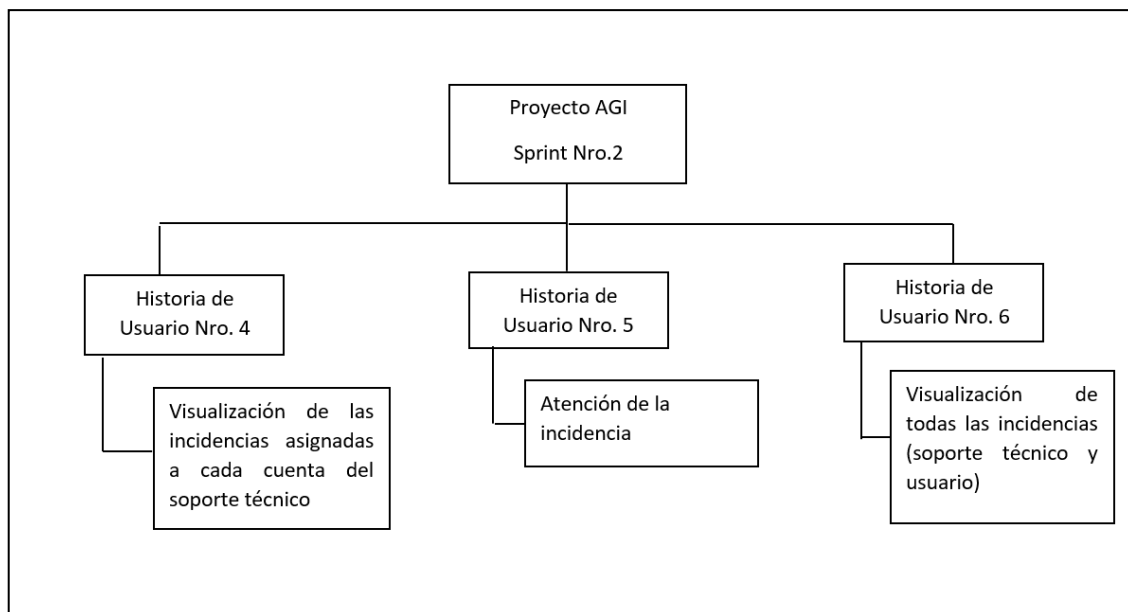 Proyecto AGI
Sprint Nro.2
Historia de
Usuario Nro. 4
Historia de
Usuario Nro. 5
Historia de
Usuario Nro. 6
Visualización de las
incidencias asignadas
a cada cuenta del
soporte técnico
Atención de la
incidencia
Visualización de
todas las incidencias
(soporte técnico y
usuario)